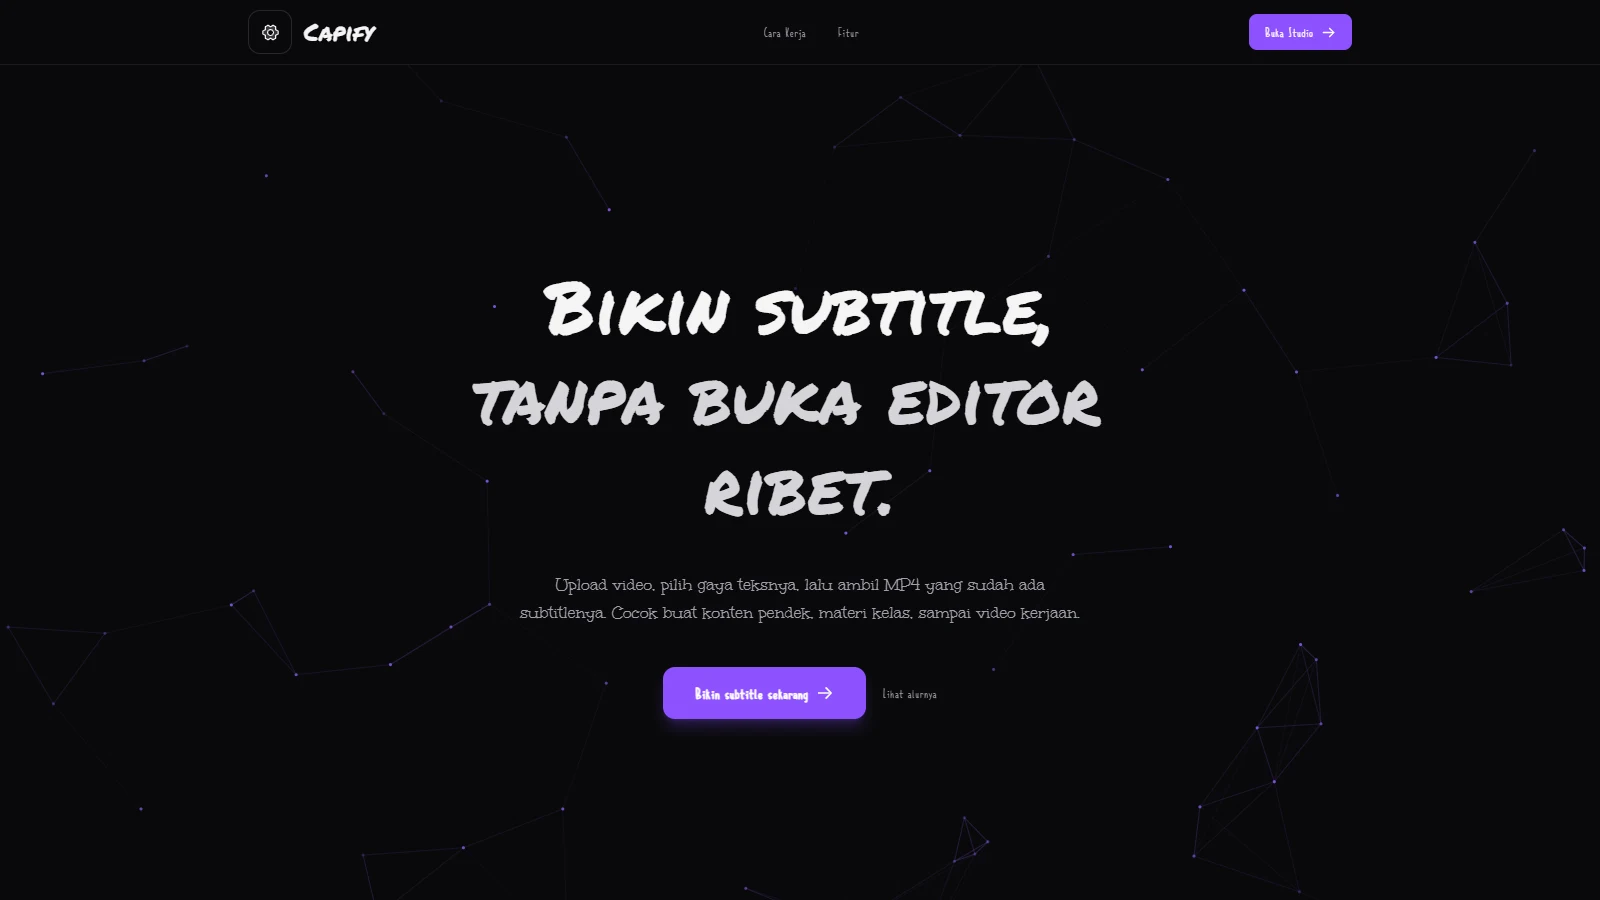 Capify
Cara Kerja
Fitur
Buka Studio
Bikin subtitle,
tanpa buka editor
ribet.
Upload video, pilih gaya teksnya, lalu ambil MP4 yang sudah ada
subtitlenya. Cocok buat konten pendek, materi kelas, sampai video kerjaan.
Bikin subtitle sekarang
Lihat alurnya